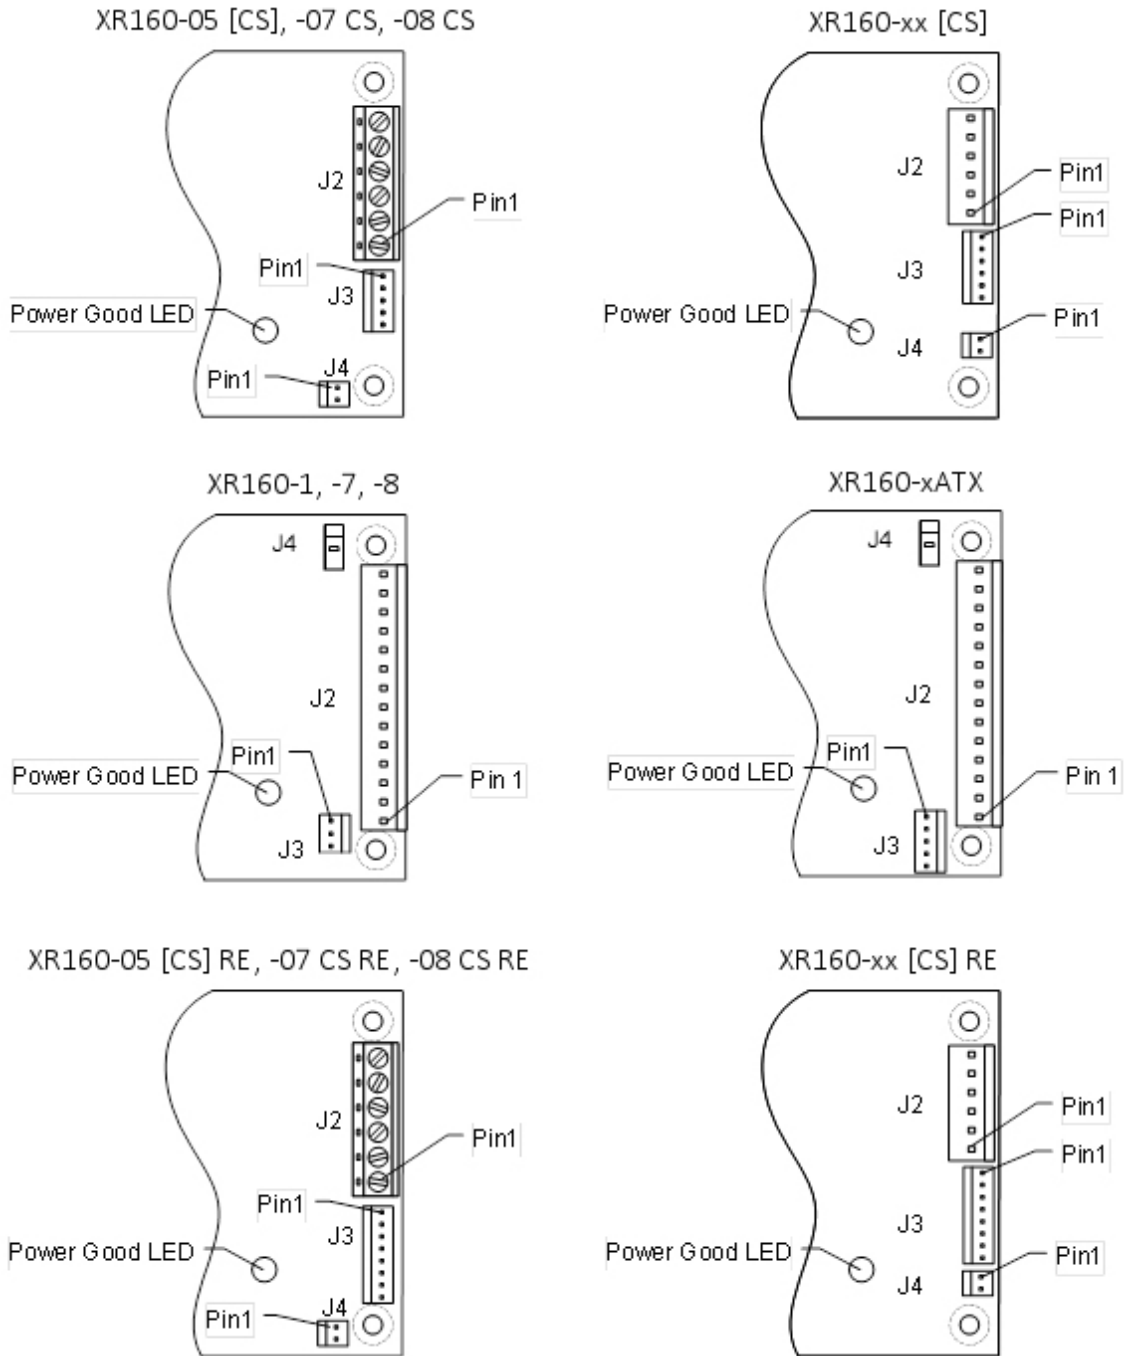 XR160-05 [CS], -07 CS, -08 CS
J2
Pin1
Pin1
J3
Power Good LED
J4
Pin1
XR160-xx [CS]
J2
Pin1
Pin1
J3
Power Good LED
Pin1
J4
XR160-1, -7, -8
J4
J2
Pin1
Power Good LED
Pin 1
J3
XR160-xATX
J4
J2
Pin1
Power Good LED
Pin 1
J3
XR160-05 [CS] RE, -07 CS RE, -08 CS RE
J2
Pin1
Pin1
J3
Power Good LED
J4
Pin1
XR160-xx [CS] RE
J2
Pin1
Pin1
J3
Power Good LED
Pin1
J4